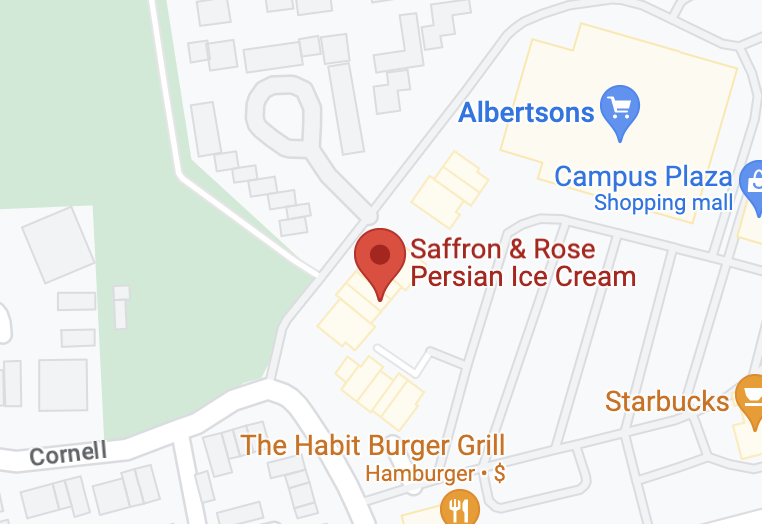 Albertsons
Campus Plaza
Shopping mall
Saffron & Rose
Persian Ice Cream
Starbucks
Cornell
The Habit Burger Grill
Hamburger • $